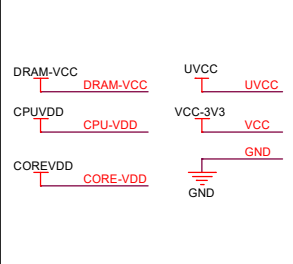 DRAM-VCC
DRAM-VCC
CPUVDD
CPU-VDD
COREVDD
CORE-VDD
UVCC
UVCC
VCC-3V3
VCC
GND
GND